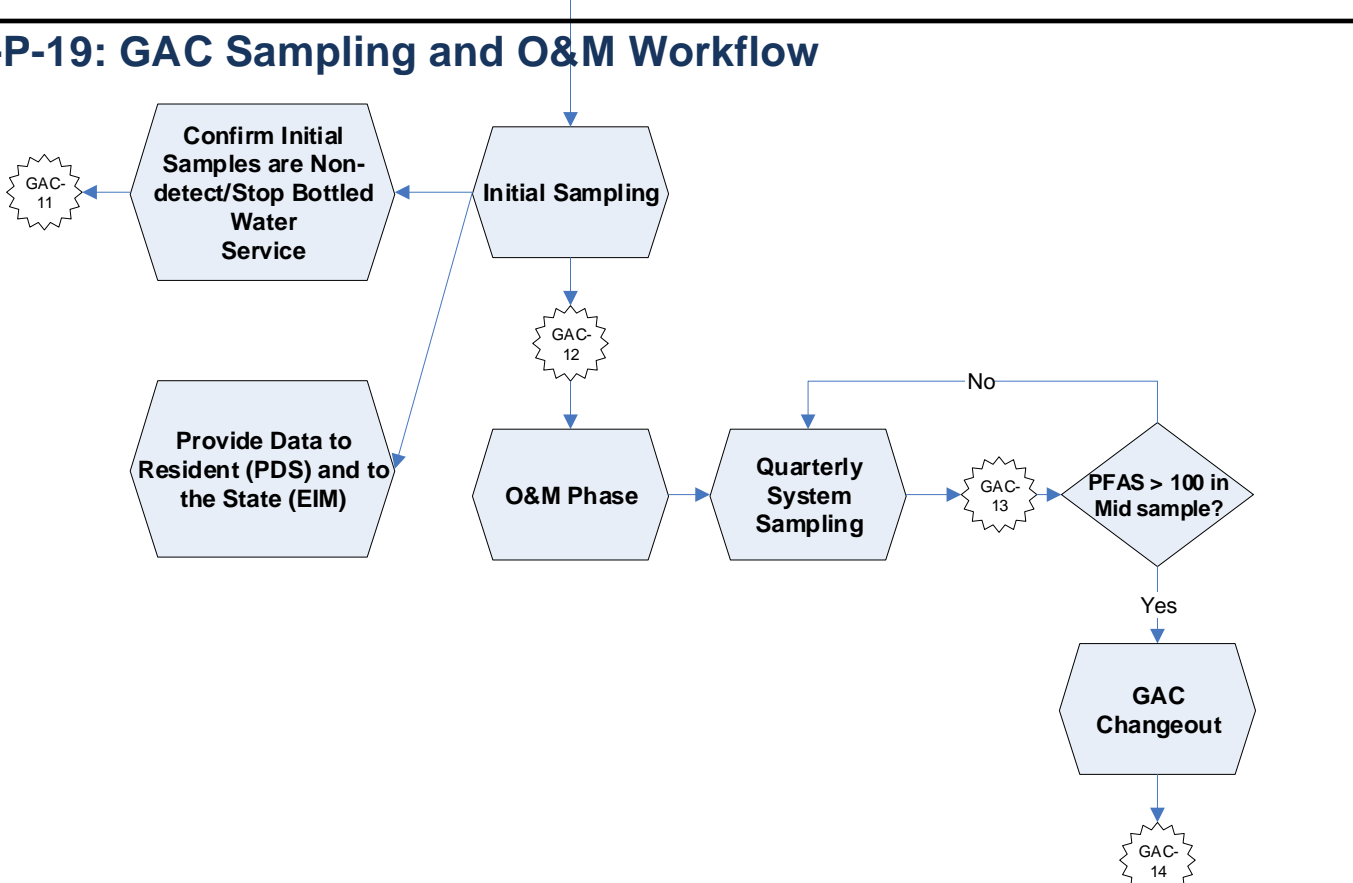 -P-19: GAC Sampling and O&M Workflow
Confirm Initial
Samples are Non-
detect/Stop Bottled
Water
Service
GAC-
11
Initial Sampling
GAC-
12
Provide Data to
Resident (PDS) and to
the State (EIM)
O&M Phase
Quarterly
System
Sampling
GAC-
13
No
PFAS > 100 in
Mid sample?
Yes
GAC
Changeout
GAC-
14